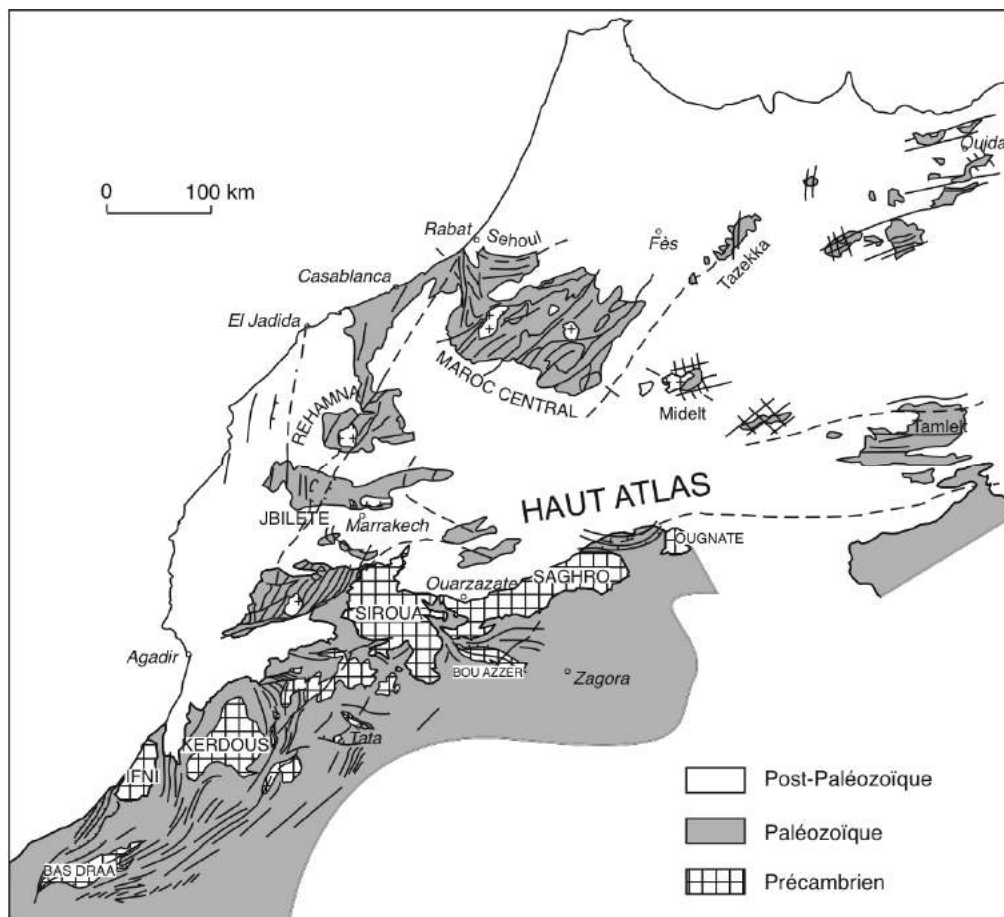 Oujda
0 100 km
Rabat
Sehoul
Fès
Tazekka
Casablanca
El Jadida
MAROC CENTRAL
Midelt
REHAMNA
Tamlelt
HAUT ATLAS
JBILETE
Marrakech
OUGNATE
Ouarzazate
SAGHRO
SIROUA
Agadir
BOU AZZER
Zagora
KERDOUS
Tata
IFNI
BAS DRAA
Post-Paléozoïque
Paléozoïque
Précambrien